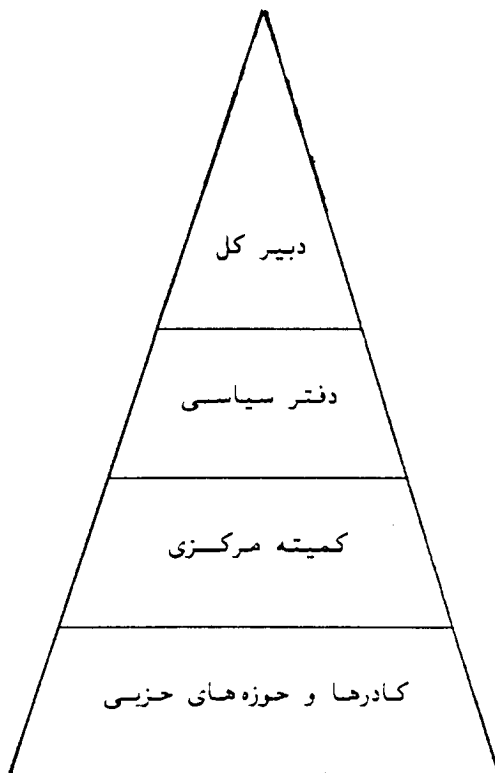 دبیر کل
دفتر سیاسی
کمیته مرکزی
کادرها و حوزه‌های حزبی